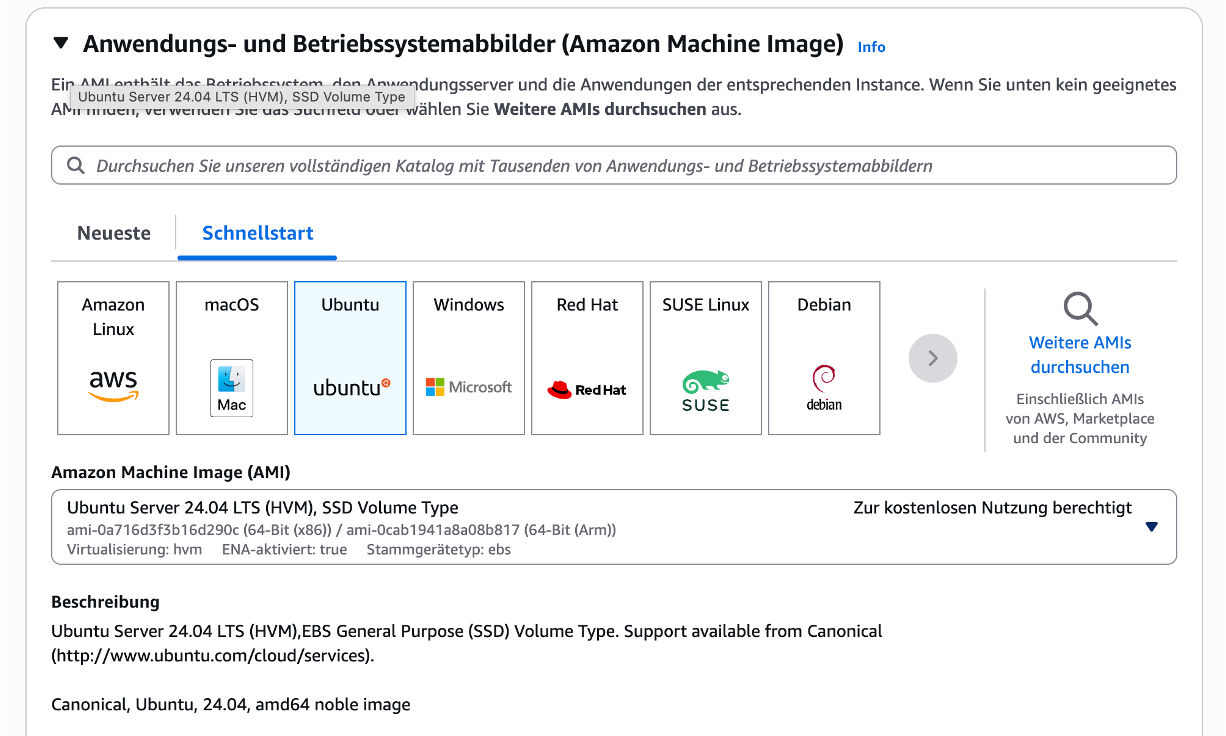 Anwendungs- und Betriebssystemabbilder (Amazon Machine Image) Info
Ein AMI enthält das Betriebssystem, den Anwendungsserver und die Anwendungen der entsprechenden Instance. Wenn Sie unten kein geeignetes
Ubuntu Server 24.04 LTS (HVM), SSD Volume Type
AMI finden, verwenden Sie das Suchfeld oder wählen Sie Weitere AMIs durchsuchen aus.
Durchsuchen Sie unseren vollständigen Katalog mit Tausenden von Anwendungs- und Betriebssystemabbildern
Neueste
Schnellstart
Amazon
Linux
aws
macOS
Mac
Ubuntu
ubuntu
Windows
Microsoft
Red Hat
Red Hat
SUSE Linux
SUSE
Debian
debian
Weitere AMIs
durchsuchen
Einschließlich AMIs
von AWS, Marketplace
und der Community
Amazon Machine Image (AMI)
Ubuntu Server 24.04 LTS (HVM), SSD Volume Type
Zur kostenlosen Nutzung berechtigt
ami-0a716d3f3b16d290c (64-Bit (x86)) / ami-0cab1941a8a08b817 (64-Bit (Arm))
Virtualisierung: hvm ENA-aktiviert: true Stammgerätetyp: ebs
Beschreibung
Ubuntu Server 24.04 LTS (HVM),EBS General Purpose (SSD) Volume Type. Support available from Canonical
(http://www.ubuntu.com/cloud/services).
Canonical, Ubuntu, 24.04, amd64 noble image